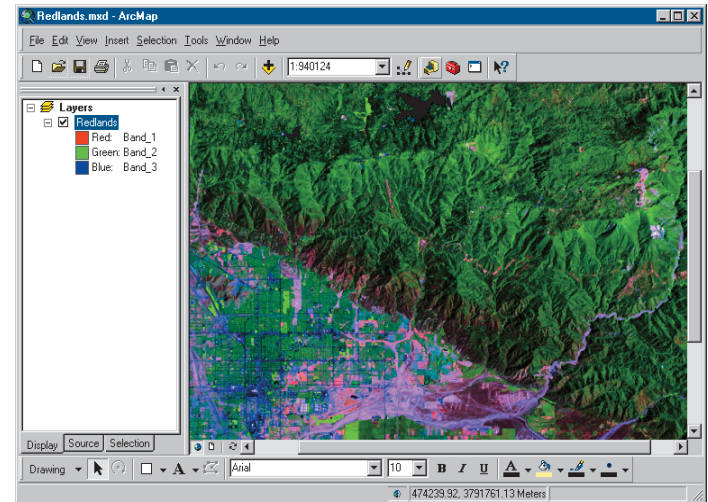 Redlands.mxd - ArcMap
File Edit View Insert Selection Tools Window Help
1:940124
Layers
Redlands
Red: Band_1
Green: Band_2
Blue: Band_3
Display Source Selection
Drawing A Arial 10 B I U A
474239.92, 3791761.13 Meters